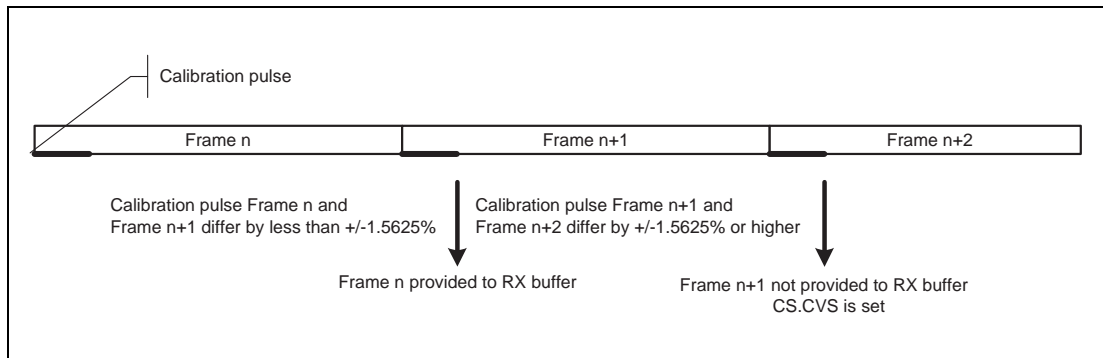 Calibration pulse
Frame n
Frame n+1
Frame n+2
Calibration pulse Frame n and
Frame n+1 differ by less than +/-1.5625%
Calibration pulse Frame n+1 and
Frame n+2 differ by +/-1.5625% or higher
Frame n provided to RX buffer
Frame n+1 not provided to RX buffer
CS.CVS is set